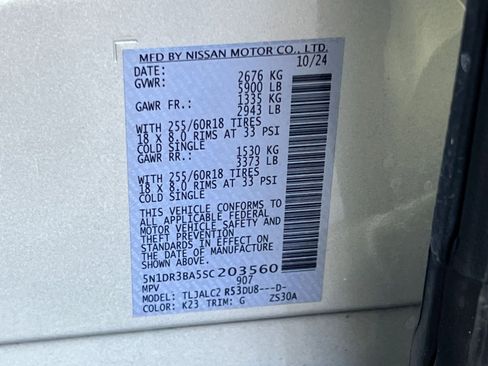 MFD BY NISSAN MOTOR CO., LTD.
DATE: 10/24
GVWR: 2676 KG
5900 LB
GAWR FR.: 1335 KG
2943 LB
WITH 255/60R18 TIRES
18 X 8.0 RIMS AT 33 PSI
COLD SINGLE
GAWR RR.: 1530 KG
3373 LB
WITH 255/60R18 TIRES
18 X 8.0 RIMS AT 33 PSI
COLD SINGLE
THIS VEHICLE CONFORMS TO
ALL APPLICABLE FEDERAL
MOTOR VEHICLE SAFETY AND
THEFT PREVENTION
STANDARDS IN EFFECT ON
THE DATE OF MANUFACTURE
SHOWN ABOVE.
5N1DR3BA5SC203560
MPV 907
MODEL: TLJALC2 R53DU8---D-
COLOR: K23 TRIM: G ZS30A